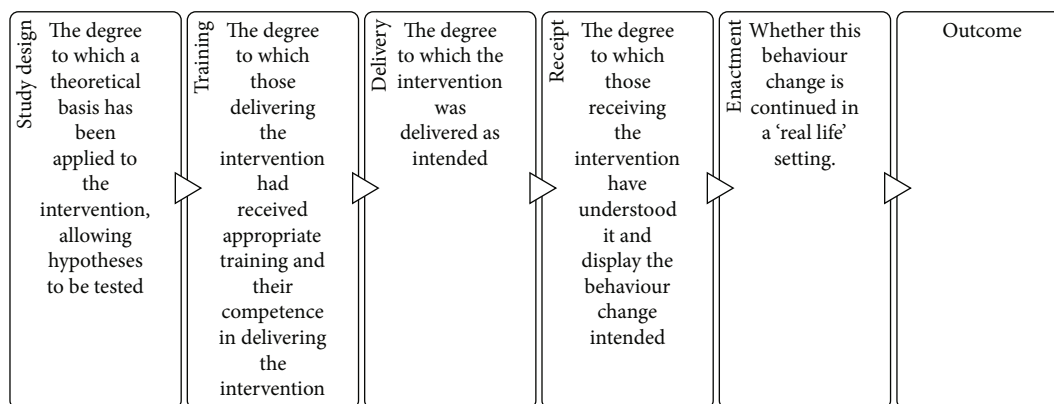 Study design
The degree
to which a
theoretical
basis has
been
applied to
the
intervention,
allowing
hypotheses
to be tested
Training
The degree
to which
those
delivering
the
intervention
had
received
appropriate
training and
their
competence
in delivering
the
intervention
Delivery
The degree
to which the
intervention
was
delivered as
intended
Receipt
The degree
to which
those
receiving
the
intervention
have
understood
it and
display the
behaviour
change
intended
Enactment
Whether this
behaviour
change is
continued in
a ‘real life’
setting.
Outcome